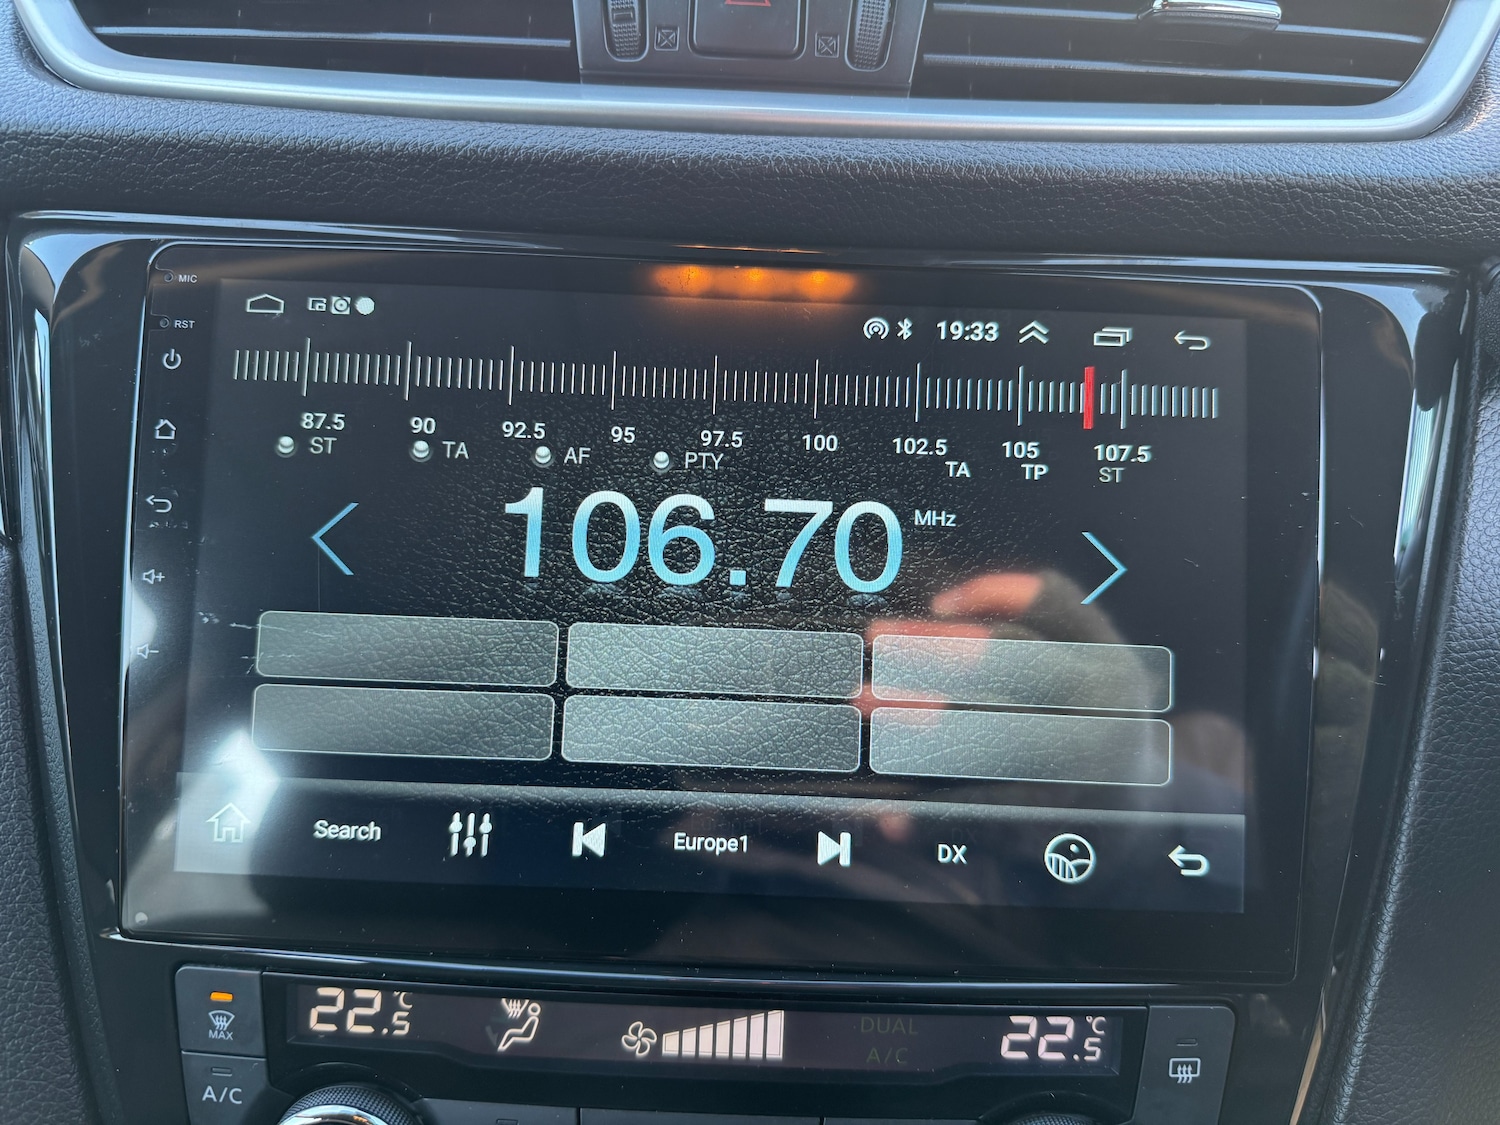 MIC
RST
19:33
87.5 90 92.5 95 97.5 100 102.5 105 107.5
ST TA AF PTY TA TP ST
106.70 MHz
Search Europe1 DX
MAX
22.5 °C
DUAL
A/C
22.5 °C
A/C